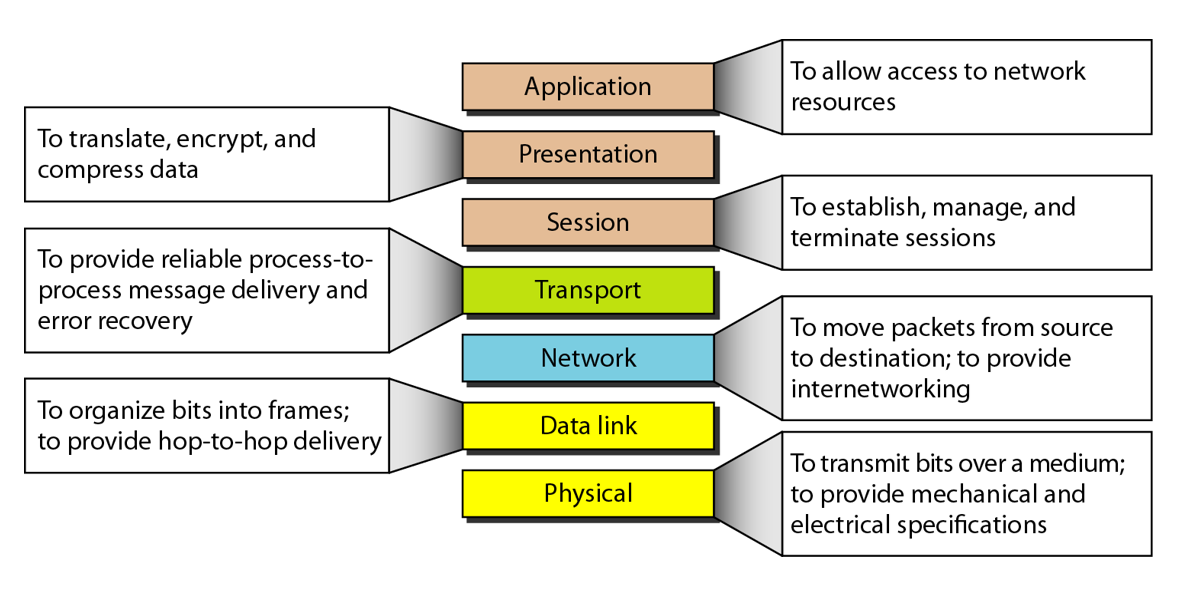 Application
To allow access to network
resources
To translate, encrypt, and
compress data
Presentation
Session
To establish, manage, and
terminate sessions
To provide reliable process-to-
process message delivery and
error recovery
Transport
Network
To move packets from source
to destination; to provide
internetworking
To organize bits into frames;
to provide hop-to-hop delivery
Data link
Physical
To transmit bits over a medium;
to provide mechanical and
electrical specifications